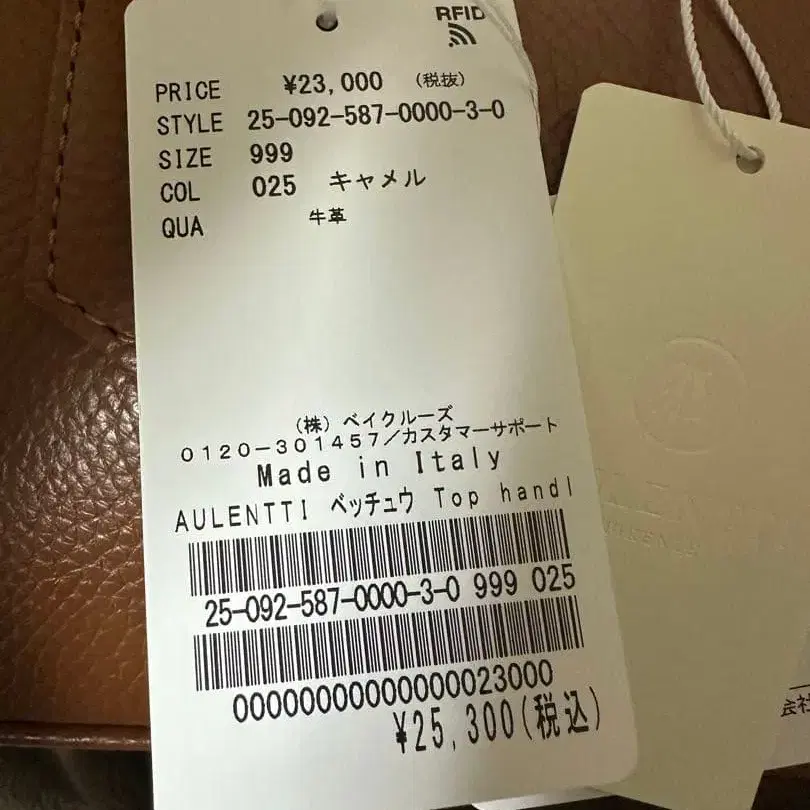 RFID
PRICE ¥23,000 (税抜)
STYLE 25-092-587-0000-3-0
SIZE 999
COL 025 キャメル
QUA 牛革
(株) ベイクルーズ
0120-301457/カスタマーサポート
Made in Italy
AULENTTI ベッチュウ Top handl
25-092-587-0000-3-0 999 025
0000000000000023000
¥25,300(税込)
会社